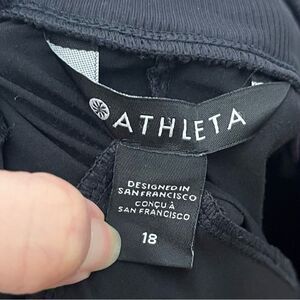 ATHLETA
DESIGNED IN
SAN FRANCISCO
CONÇU À
SAN FRANCISCO
18